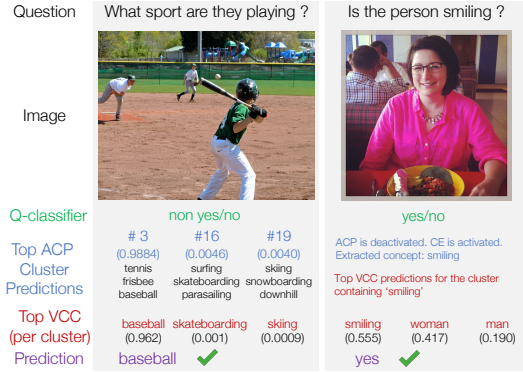 Question What sport are they playing ? Is the person smiling ?
Image
Q-classifier non yes/no yes/no
Top ACP Cluster Predictions
# 3 #16 #19
(0.9884) (0.0046) (0.0040)
tennis surfing skiing
frisbee skateboarding snowboarding
baseball parasailing downhill
ACP is deactivated. CE is activated.
Extracted concept: smiling
Top VCC predictions for the cluster
containing ‘smiling’
Top VCC baseball skateboarding skiing smiling woman man
(per cluster) (0.962) (0.001) (0.0009) (0.555) (0.417) (0.190)
Prediction baseball yes